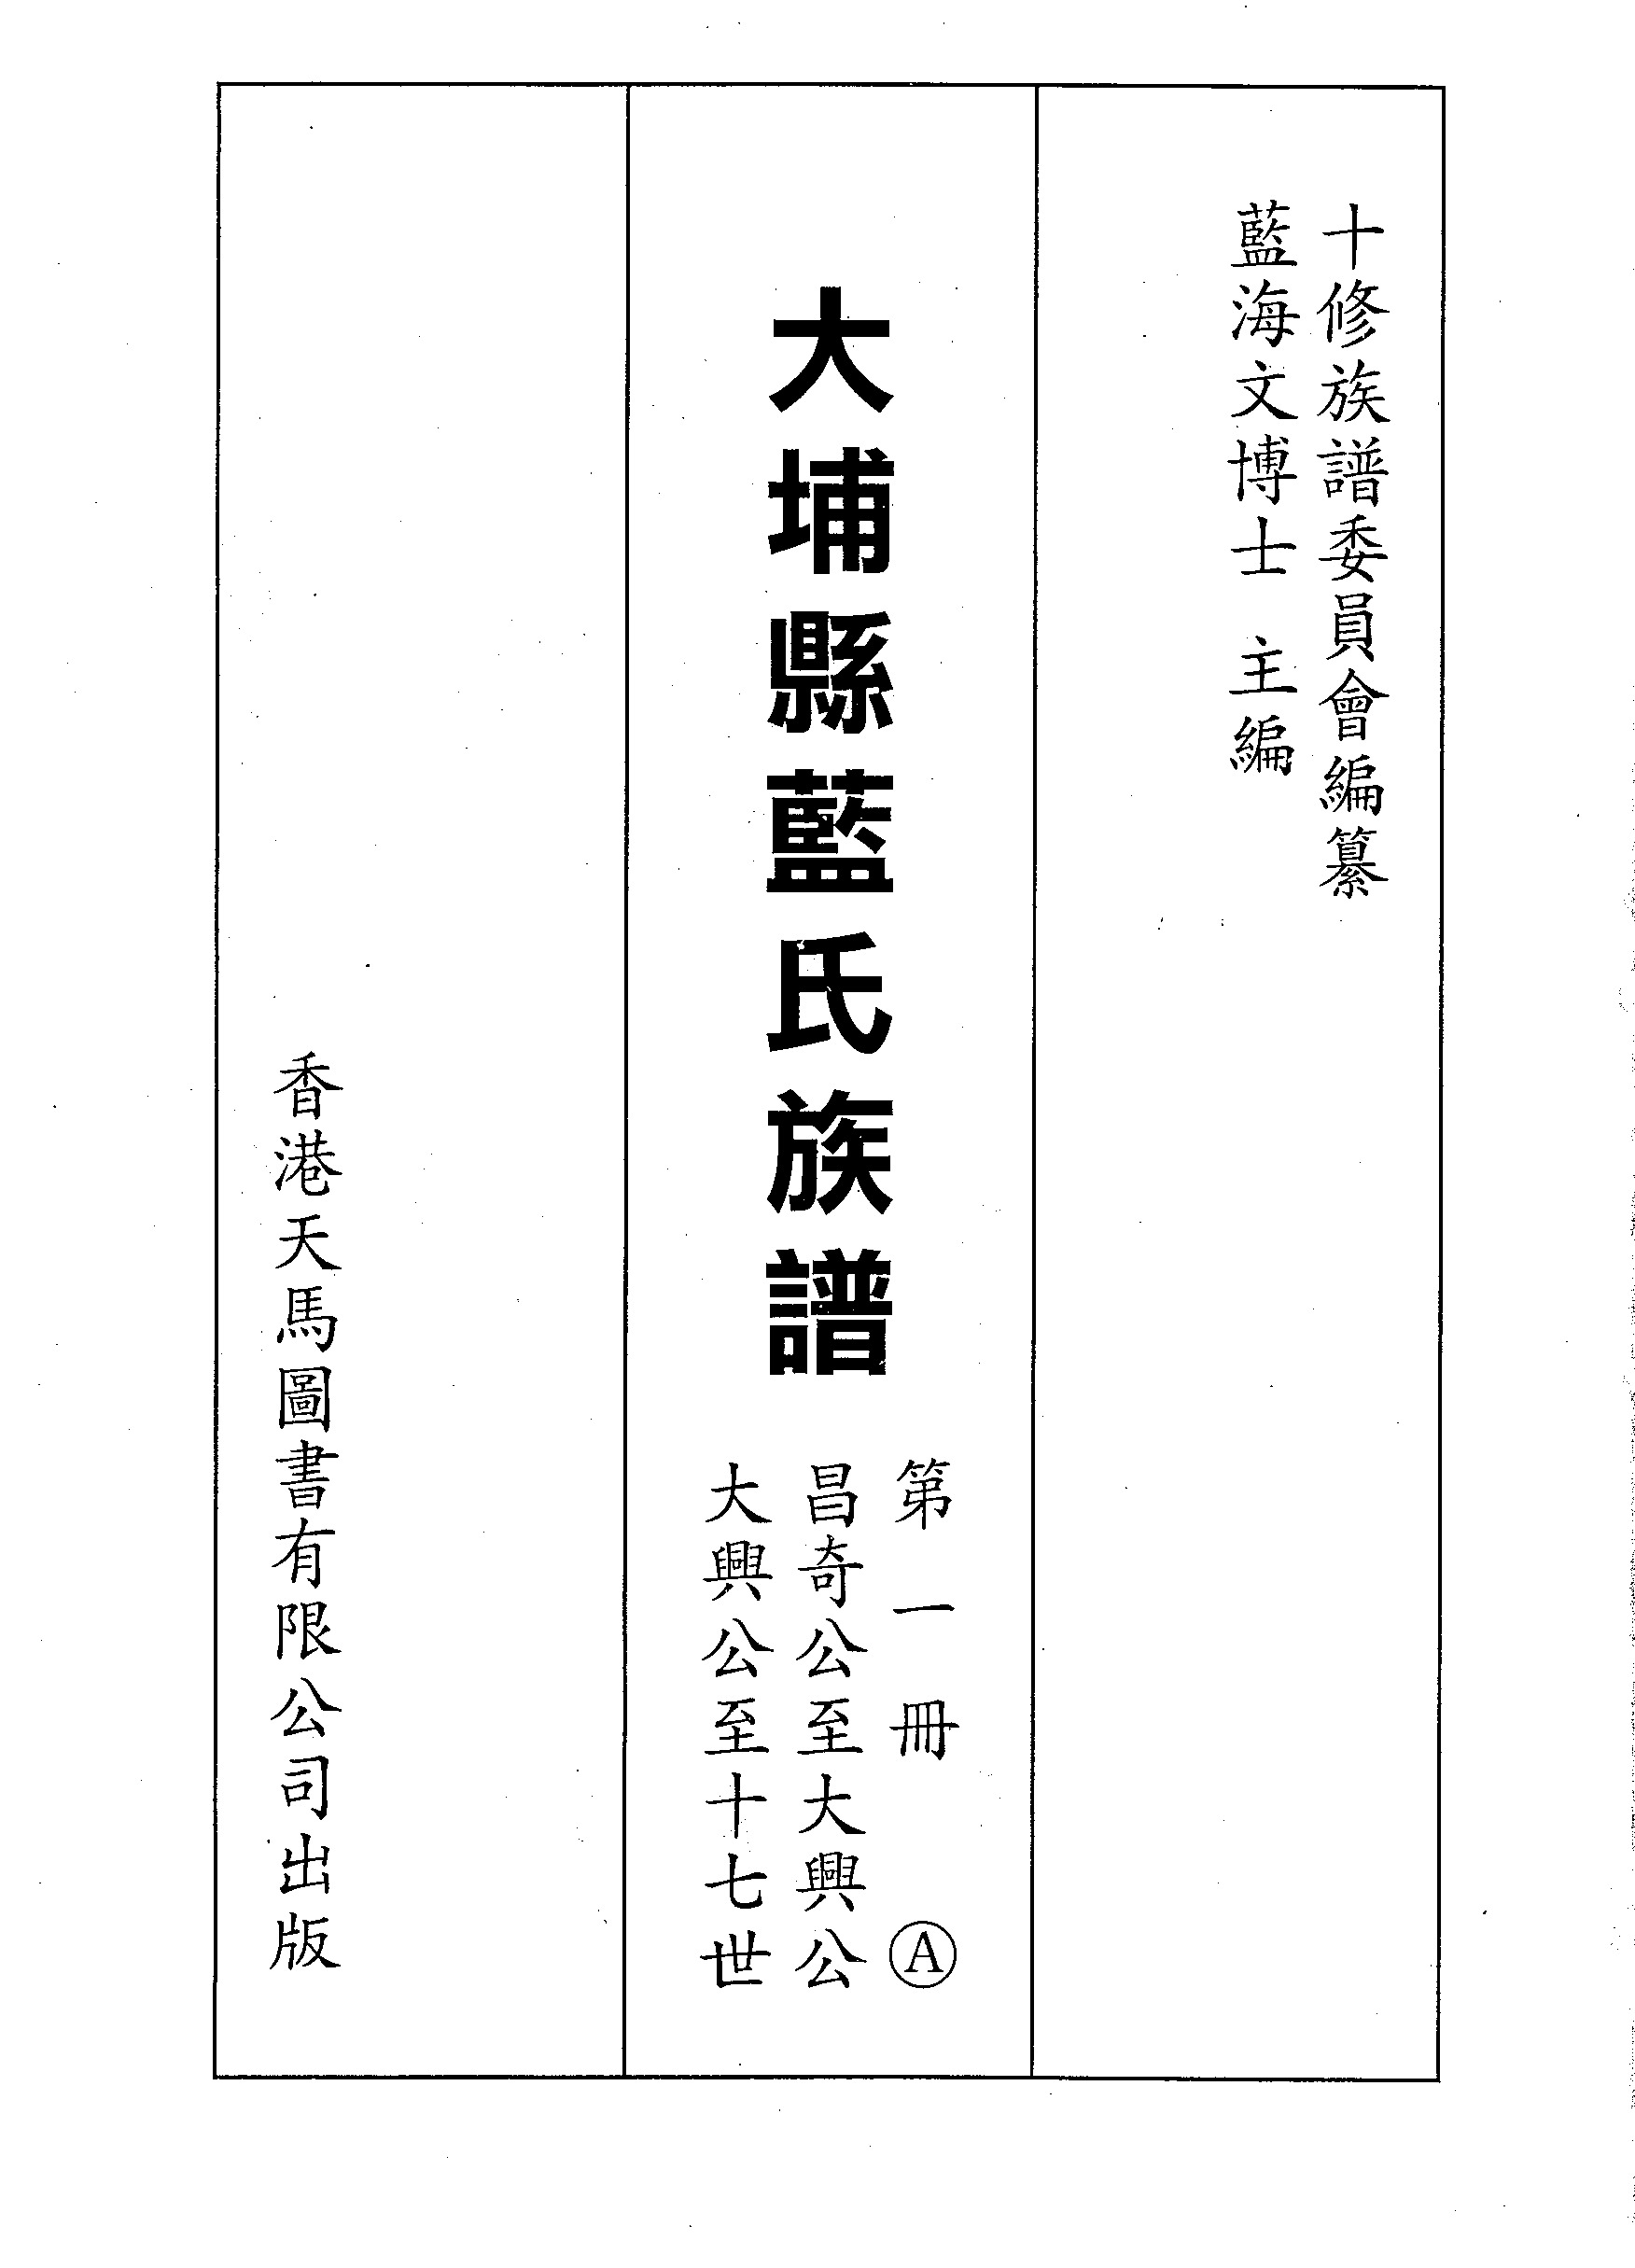 十修族譜委員會編纂
藍海文博士 主編
大埔縣藍氏族譜
第一冊 Ⓐ
昌奇公至大興公
大興公至十七世
香港天馬圖書有限公司出版